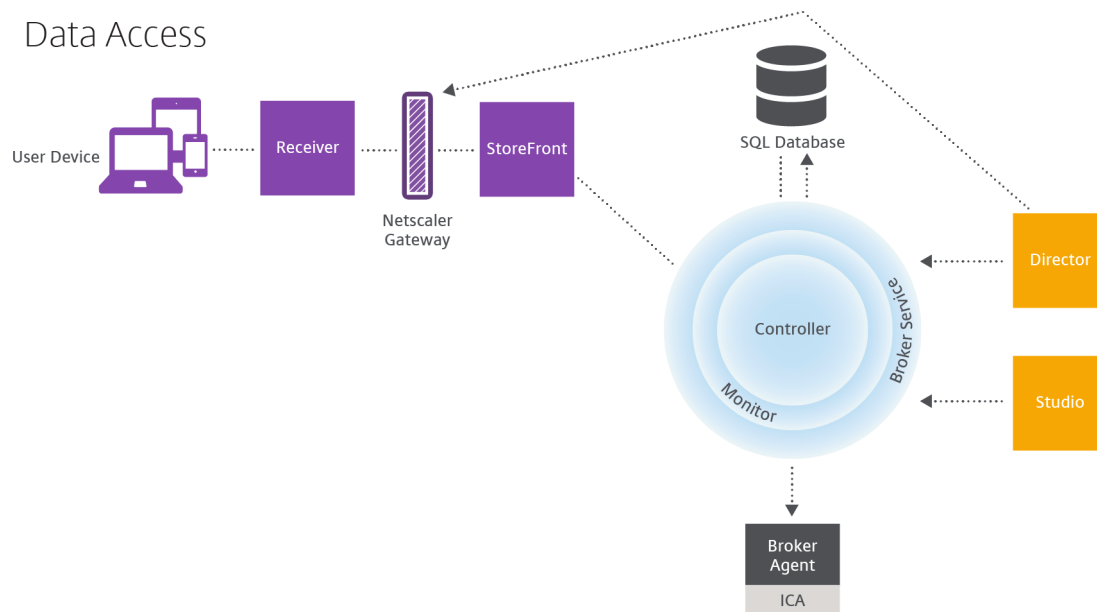 Data Access
User Device
Receiver
Netscaler
Gateway
StoreFront
SQL Database
Controller
Monitor
Broker Service
Director
Studio
Broker
Agent
ICA